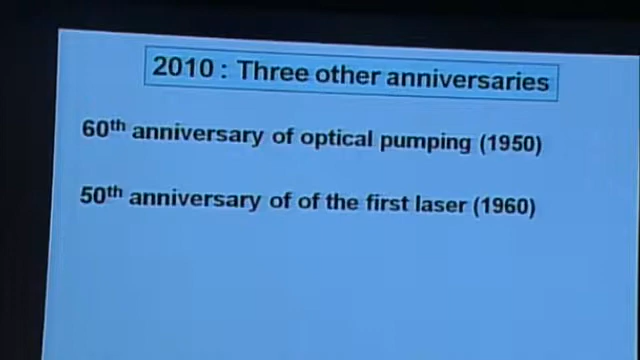 2010 : Three other anniversaries
60th anniversary of optical pumping (1950)
50th anniversary of of the first laser (1960)